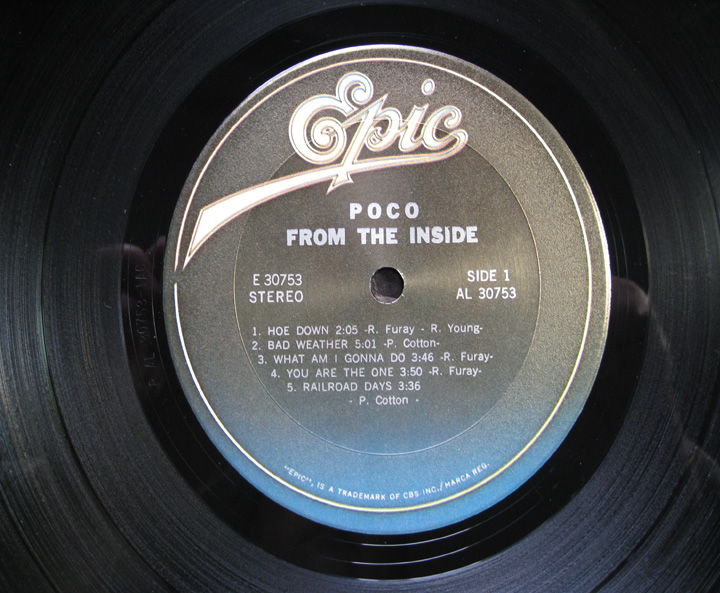 Epic
POCO
FROM THE INSIDE
E 30753
STEREO
SIDE 1
AL 30753
1. HOE DOWN 2:05 -R. Furay - R. Young-
2. BAD WEATHER 5:01 -P. Cotton-
3. WHAT AM I GONNA DO 3:46 -R. Furay-
4. YOU ARE THE ONE 3:50 -R. Furay-
5. RAILROAD DAYS 3:36
- P. Cotton -
"EPIC", IS A TRADEMARK OF CBS INC./MARCA REG.